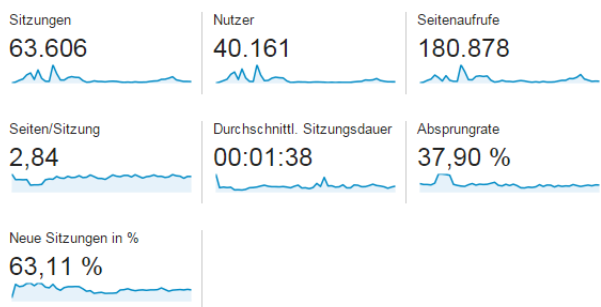 Sitzungen
63.606
Nutzer
40.161
Seitenaufrufe
180.878
Seiten/Sitzung
2,84
Durchschnittl. Sitzungsdauer
00:01:38
Absprungrate
37,90 %
Neue Sitzungen in %
63,11 %